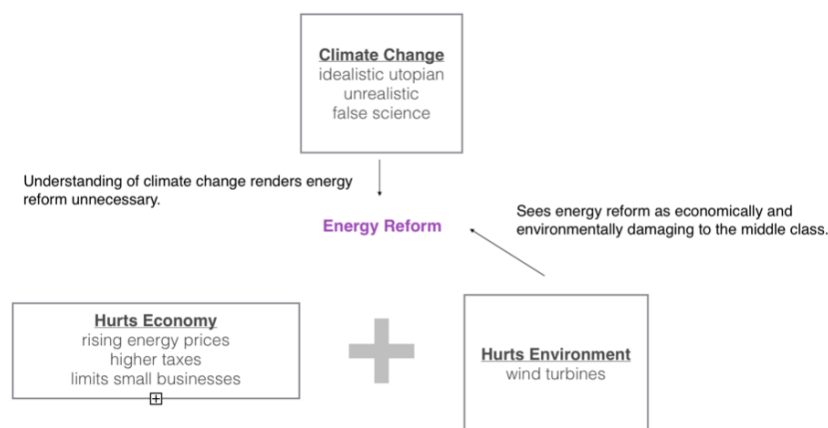 Climate Change
idealistic utopian
unrealistic
false science
Understanding of climate change renders energy
reform unnecessary.
Energy Reform
Sees energy reform as economically and
environmentally damaging to the middle class.
Hurts Economy
rising energy prices
higher taxes
limits small businesses
Hurts Environment
wind turbines